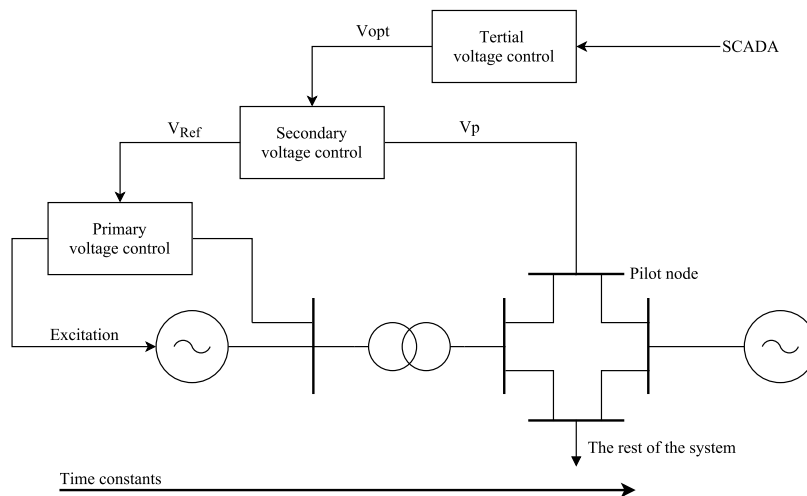 Tertial
voltage control
Vopt
SCADA
Secondary
voltage control
V_Ref
Vp
Primary
voltage control
Pilot node
Excitation
The rest of the system
Time constants